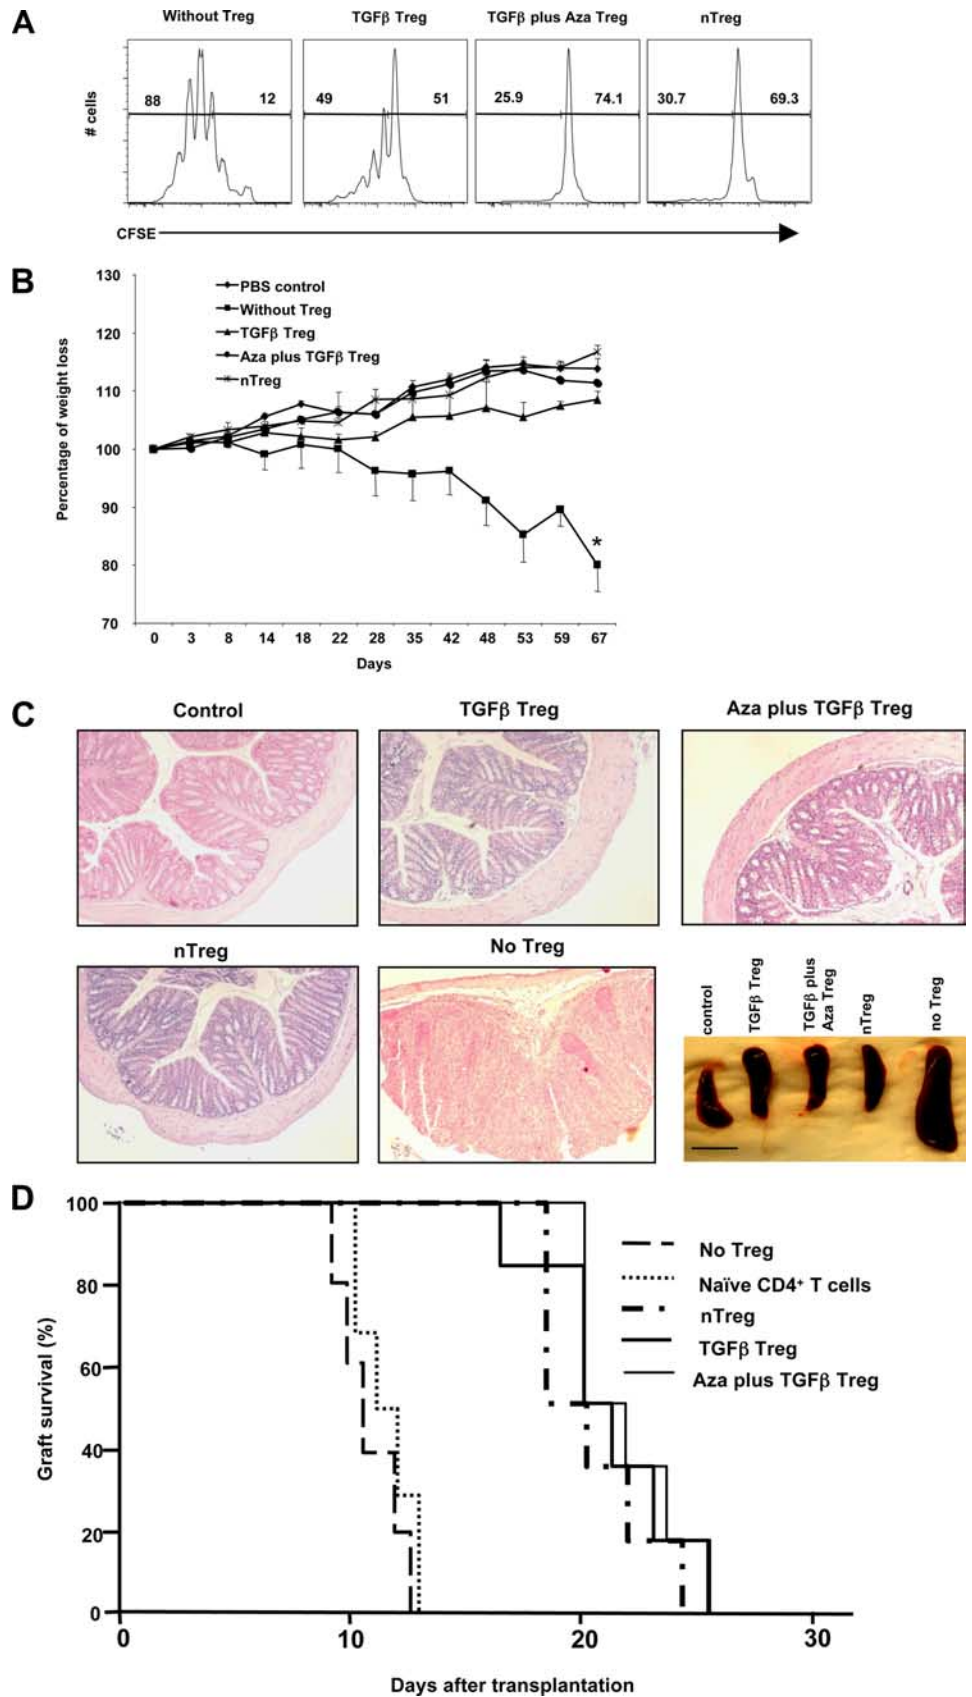 A
Without Treg
TGFβ Treg
TGFβ plus Aza Treg
nTreg
# cells
88
12
49
51
25.9
74.1
30.7
69.3
CFSE
B
Percentage of weight loss
130
120
110
100
90
80
70
PBS control
Without Treg
TGFβ Treg
Aza plus TGFβ Treg
nTreg
*
0 3 8 14 18 22 28 35 42 48 53 59 67
Days
C
Control
TGFβ Treg
Aza plus TGFβ Treg
nTreg
No Treg
control
TGFβ Treg
TGFβ plus
Aza Treg
nTreg
no Treg
D
Graft survival (%)
100
80
60
40
20
0
No Treg
Naïve CD4⁺ T cells
nTreg
TGFβ Treg
Aza plus TGFβ Treg
0 10 20 30
Days after transplantation